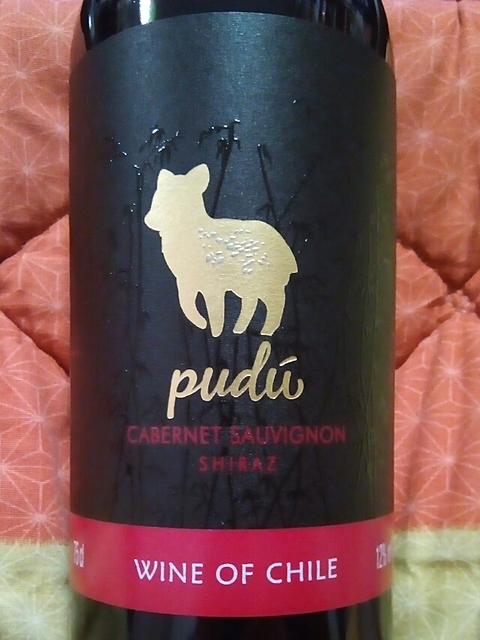 pudú
CABERNET SAUVIGNON
SHIRAZ
WINE OF CHILE